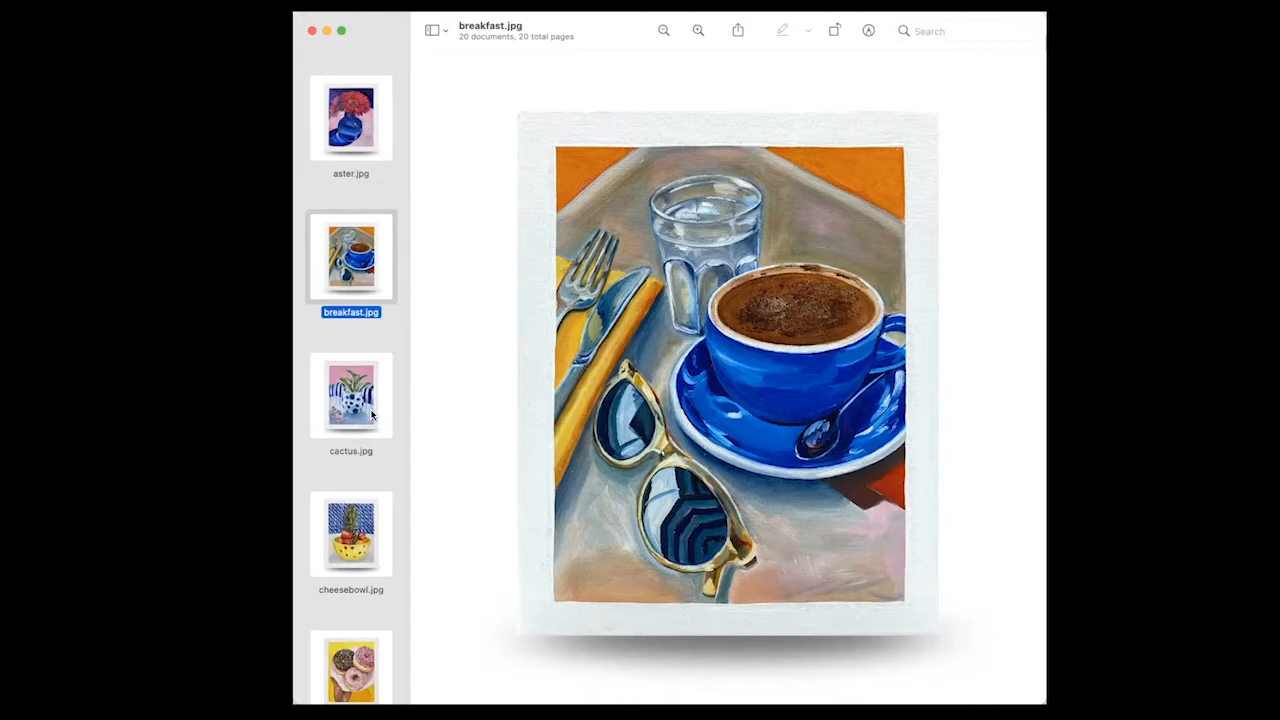 breakfast.jpg
20 documents, 20 total pages
Search
aster.jpg
breakfast.jpg
cactus.jpg
cheesebowl.jpg